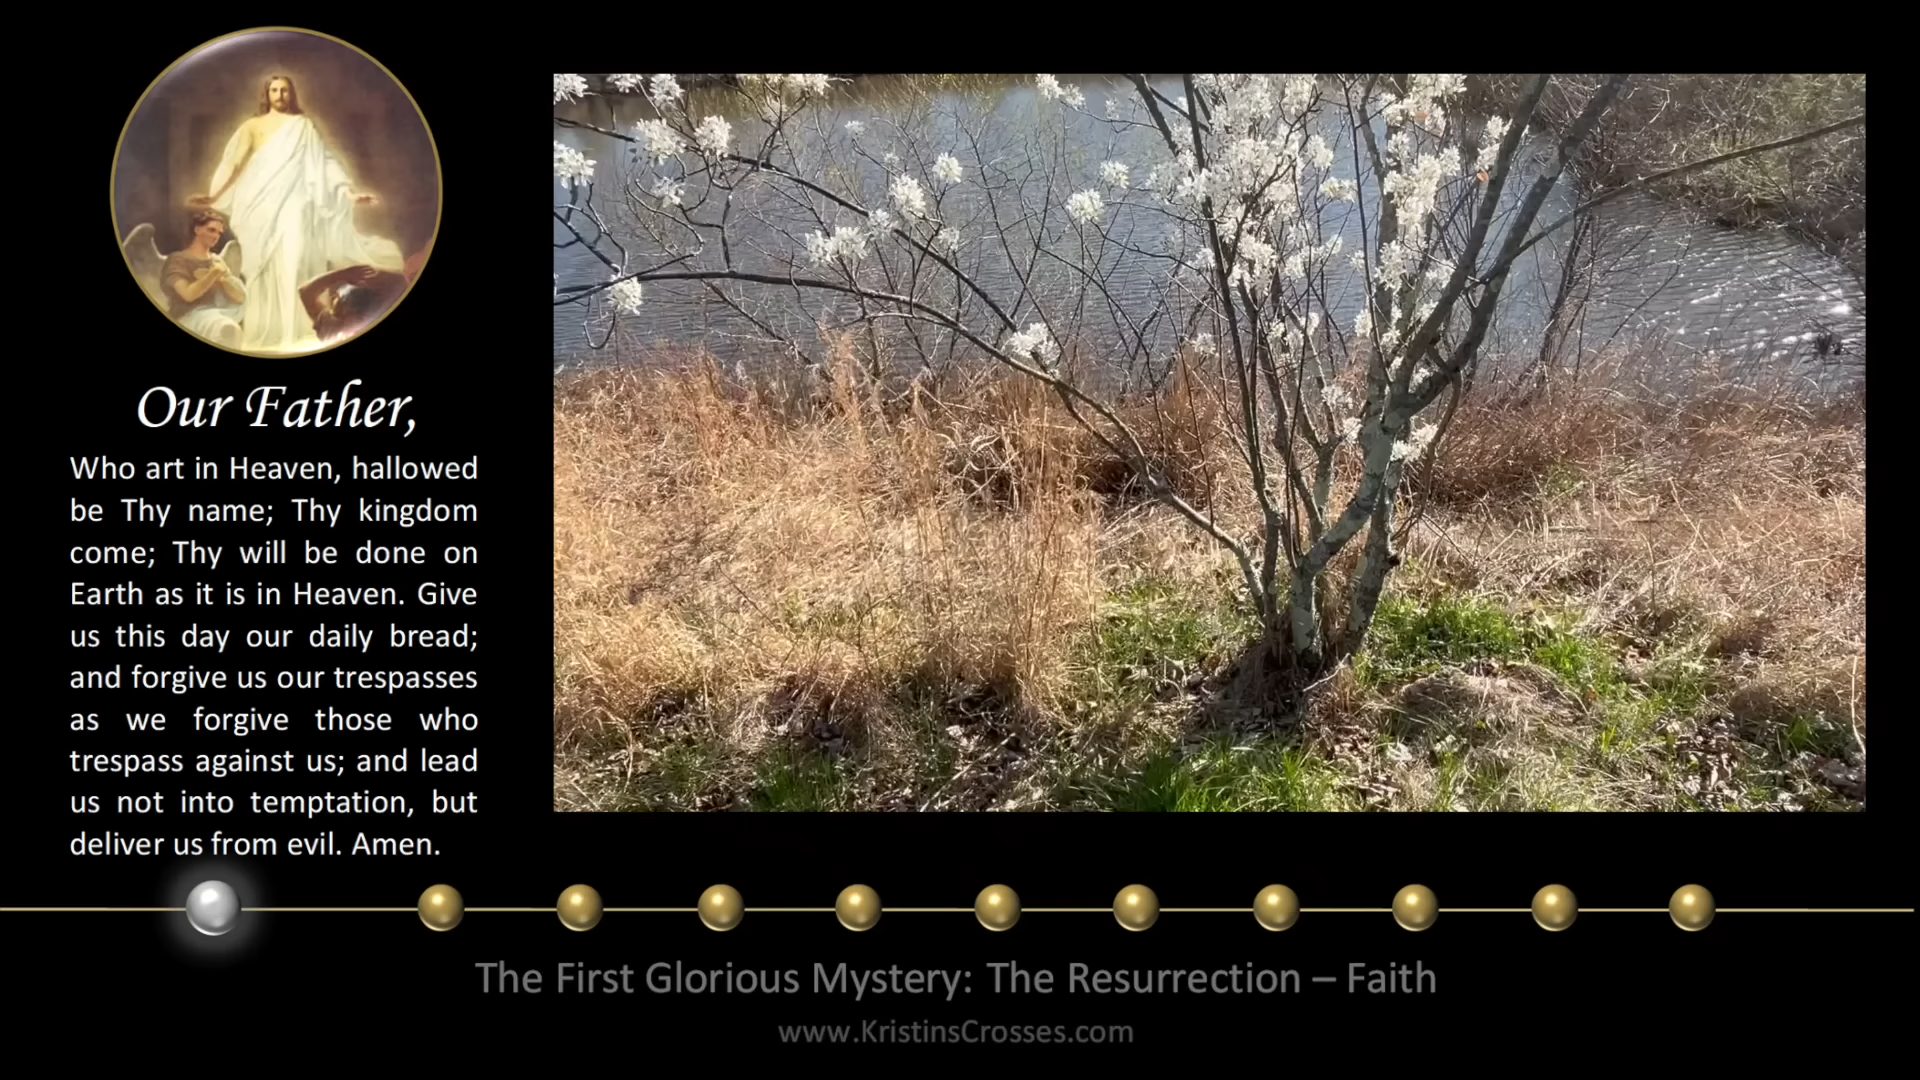 Our Father,
Who art in Heaven, hallowed
be Thy name; Thy kingdom
come; Thy will be done on
Earth as it is in Heaven. Give
us this day our daily bread;
and forgive us our trespasses
as we forgive those who
trespass against us; and lead
us not into temptation, but
deliver us from evil. Amen.
The First Glorious Mystery: The Resurrection – Faith
www.KristinsCrosses.com